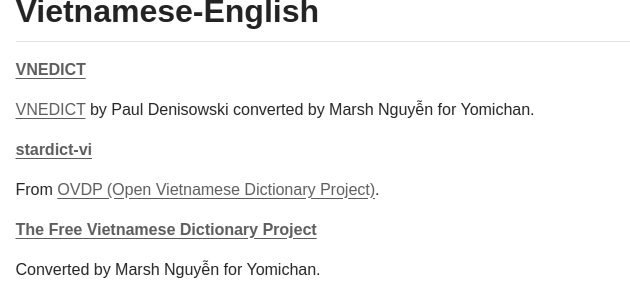 Vietnamese-English
VNEDICT
VNEDICT by Paul Denisowski converted by Marsh Nguyễn for Yomichan.
stardict-vi
From OVDP (Open Vietnamese Dictionary Project).
The Free Vietnamese Dictionary Project
Converted by Marsh Nguyễn for Yomichan.